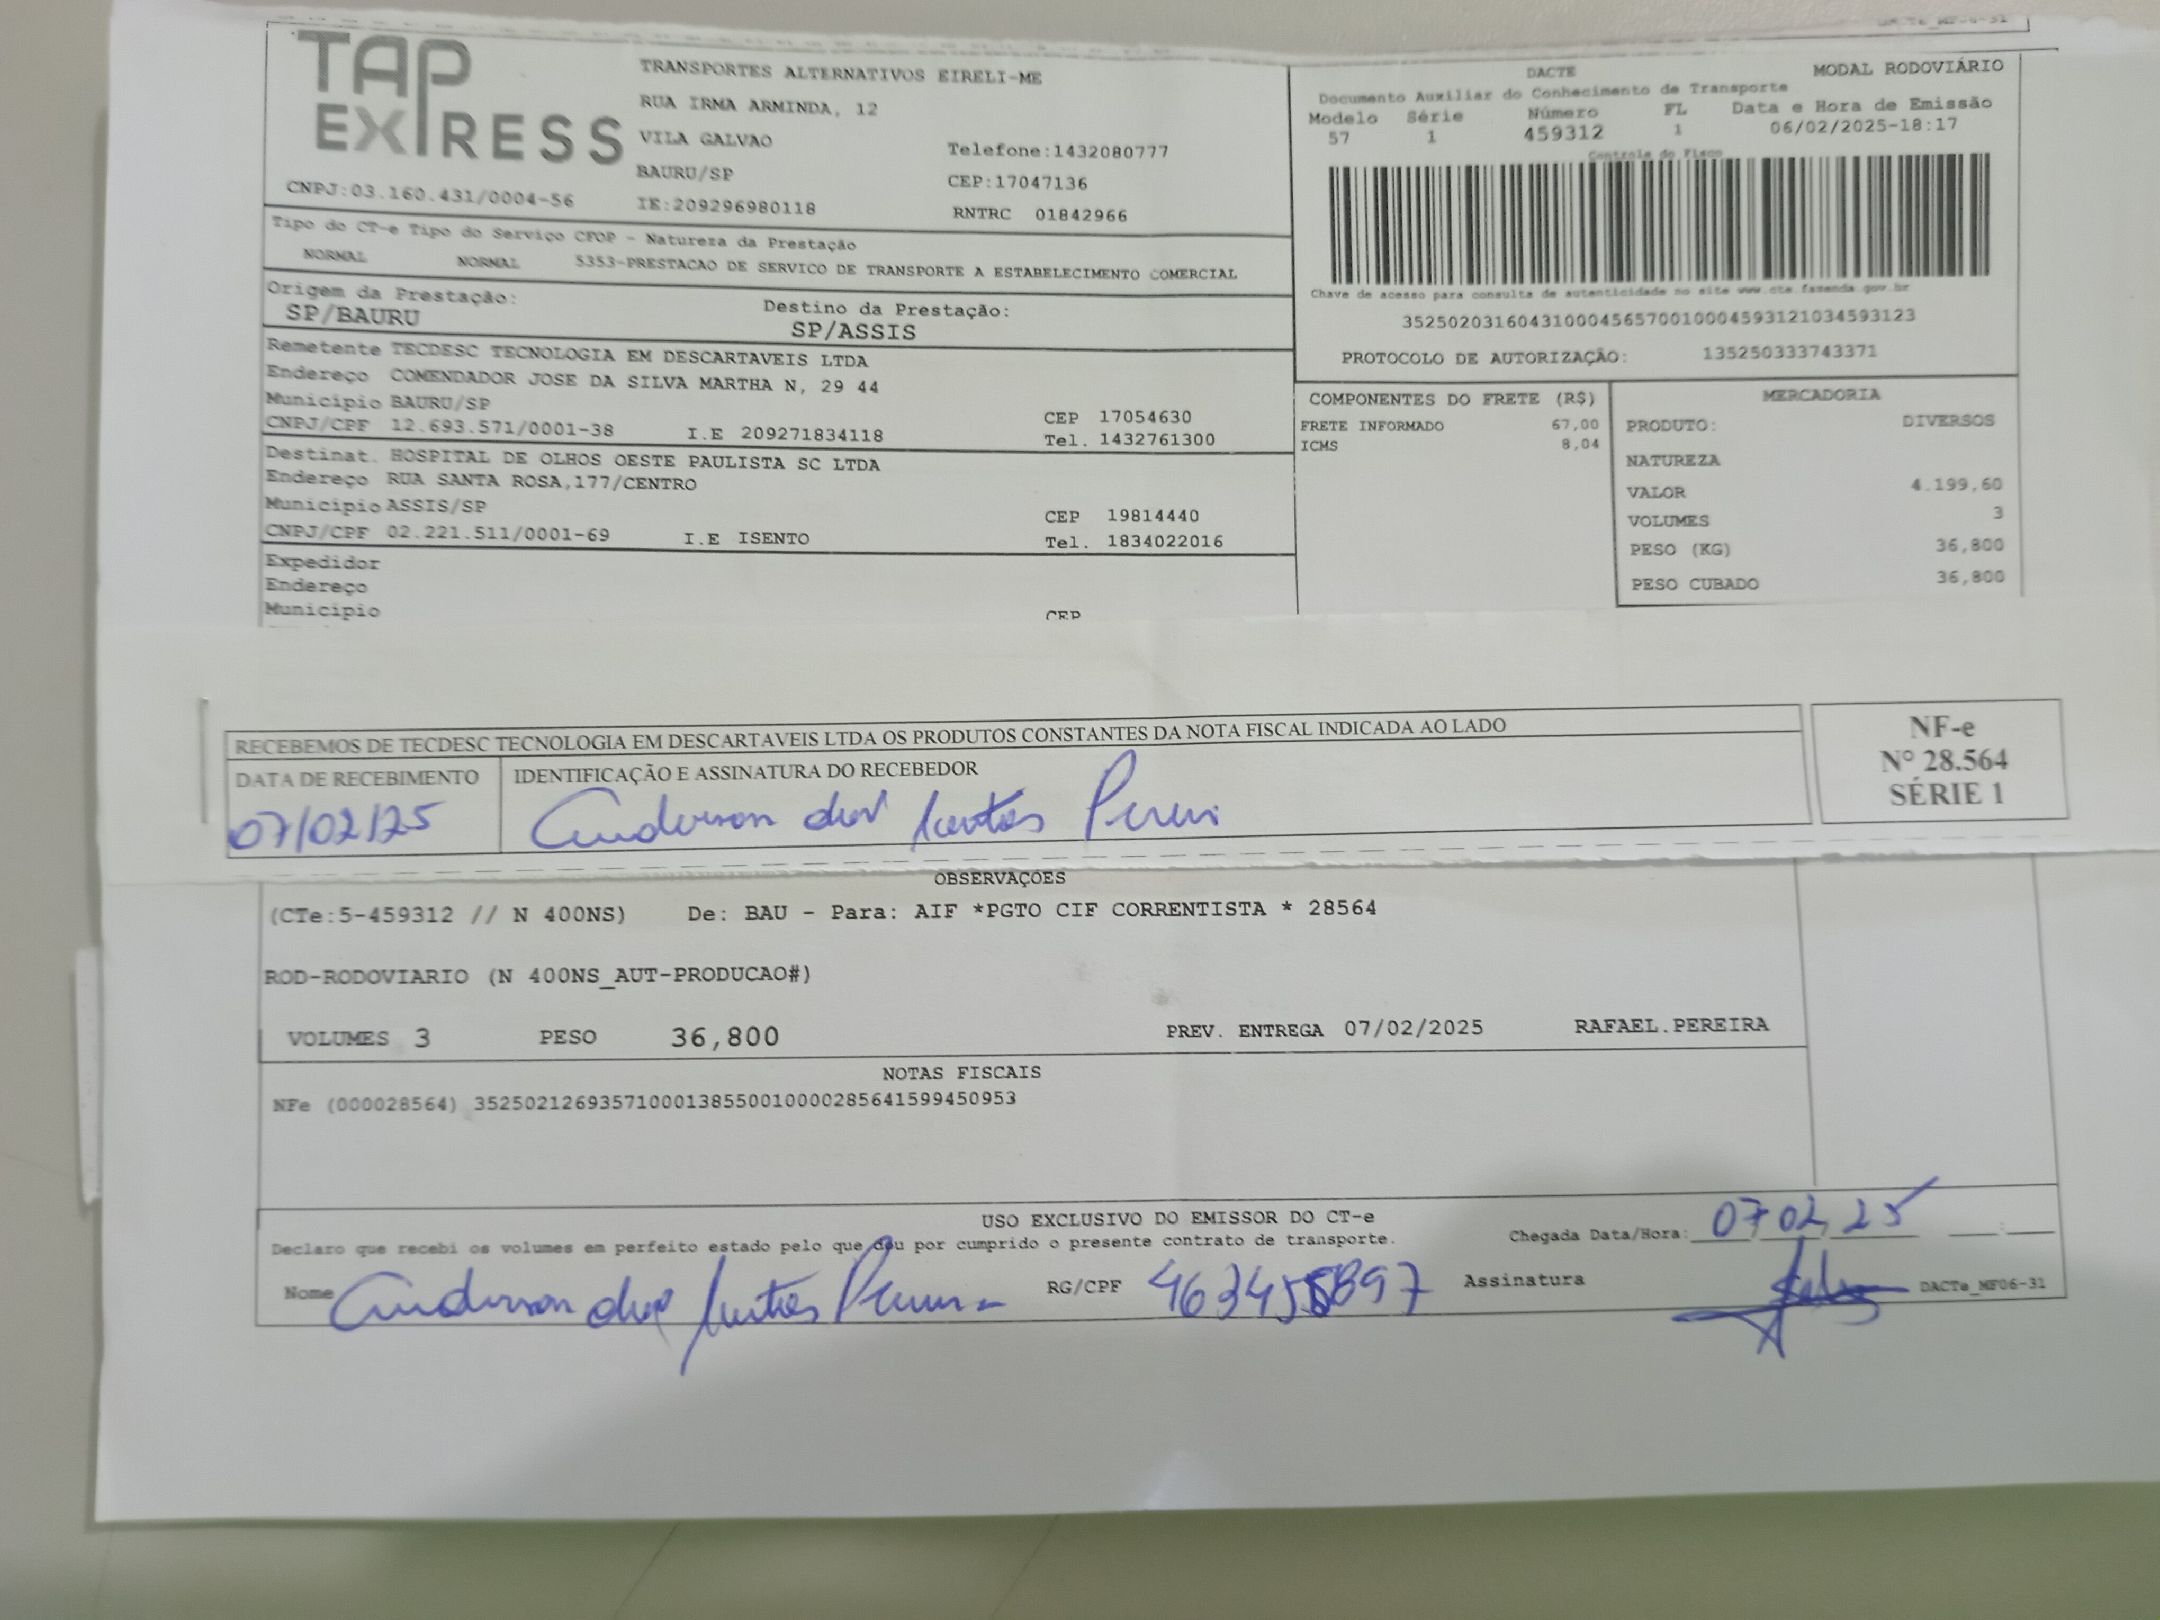 TAP EXPRESS
CNPJ:03.160.431/0004-56
TRANSPORTES ALTERNATIVOS EIRELI-ME
RUA IRMA ARMINDA, 12
VILA GALVAO
Telefone:1432080777
BAURU/SP
CEP:17047136
IE:209296980118
RNTRC 01842966
DACTE
MODAL RODOVIÁRIO
Documento Auxiliar do Conhecimento de Transporte
Modelo Série Número FL Data e Hora de Emissão
57 1 459312 1 06/02/2025-18:17
Controle do Fisco
Chave de acesso para consulta de autenticidade no site www.cte.fazenda.gov.br
35250203160431000456570010004593121034593123
PROTOCOLO DE AUTORIZAÇÃO: 135250333743371
Tipo do CT-e Tipo do Serviço CFOP - Natureza da Prestação
NORMAL NORMAL 5353-PRESTACAO DE SERVICO DE TRANSPORTE A ESTABELECIMENTO COMERCIAL
Origem da Prestação: Destino da Prestação:
SP/BAURU SP/ASSIS
Remetente TECDESC TECNOLOGIA EM DESCARTAVEIS LTDA
Endereço COMENDADOR JOSE DA SILVA MARTHA N, 29 44
Município BAURU/SP CEP 17054630
CNPJ/CPF 12.693.571/0001-38 I.E 209271834118 Tel. 1432761300
Destinat. HOSPITAL DE OLHOS OESTE PAULISTA SC LTDA
Endereço RUA SANTA ROSA,177/CENTRO
Município ASSIS/SP CEP 19814440
CNPJ/CPF 02.221.511/0001-69 I.E ISENTO Tel. 1834022016
Expedidor
Endereço
Município CEP
COMPONENTES DO FRETE (R$)
FRETE INFORMADO 67,00
ICMS 8,04
MERCADORIA
PRODUTO: DIVERSOS
NATUREZA
VALOR 4.199,60
VOLUMES 3
PESO (KG) 36,800
PESO CUBADO 36,800
RECEBEMOS DE TECDESC TECNOLOGIA EM DESCARTAVEIS LTDA OS PRODUTOS CONSTANTES DA NOTA FISCAL INDICADA AO LADO
DATA DE RECEBIMENTO IDENTIFICAÇÃO E ASSINATURA DO RECEBEDOR
07/02/25 Anderson dos Santos
NF-e
Nº 28.564
SÉRIE 1
OBSERVAÇÕES
(CTe:5-459312 // N 400NS) De: BAU - Para: AIF *PGTO CIF CORRENTISTA * 28564
ROD-RODOVIARIO (N 400NS_AUT-PRODUCAO#)
VOLUMES 3 PESO 36,800 PREV. ENTREGA 07/02/2025 RAFAEL.PEREIRA
NOTAS FISCAIS
NFe (000028564) 35250212693571000138550010000285641599450953
USO EXCLUSIVO DO EMISSOR DO CT-e
Declaro que recebi os volumes em perfeito estado pelo que dou por cumprido o presente contrato de transporte.
Chegada Data/Hora: 07 02 25
Nome Anderson dos Santos RG/CPF Assinatura
DACTe_MF06-31